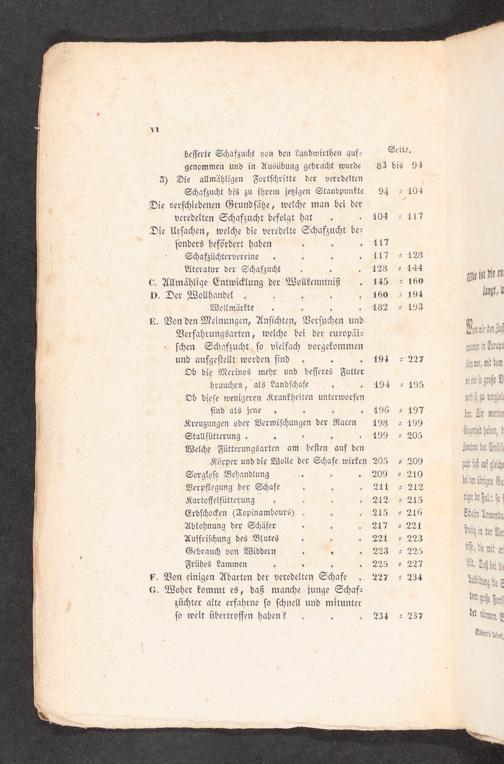 VI
Seite.
besserte Schafzucht von den Landwirthen auf-
genommen und in Ausübung gebracht wurde 83 bis 94
3) Die allmähligen Fortschritte der veredelten
Schafzucht bis zu ihrem jetzigen Standpunkte 94 = 104
Die verschiedenen Grundsätze, welche man bei der
veredelten Schafzucht befolgt hat . . 104 = 117
Die Ursachen, welche die veredelte Schafzucht be-
sonders befördert haben . . . 117
Schafzüchtervereine . . . . 117 = 128
Literatur der Schafzucht . . . 128 = 144
C. Allmählige Entwicklung der Wollkenntniß . 145 = 160
D. Der Wollhandel . . . . . . 160 = 194
Wollmärkte . . . . . 182 = 193
E. Von den Meinungen, Ansichten, Versuchen und
Verfahrungsarten, welche bei der europäi-
schen Schafzucht so vielfach vorgekommen
und aufgestellt worden sind . . . 194 = 227
Ob die Merinos mehr und besseres Futter
brauchen, als Landschafe . . . 194 = 195
Ob diese wenigeren Krankheiten unterworfen
sind als jene . . . . . 196 = 197
Kreuzungen oder Vermischungen der Racen 198 = 199
Stallfütterung . . . . . 199 = 205
Welche Fütterungsarten am besten auf den
Körper und die Wolle der Schafe wirken 205 = 209
Sorglose Behandlung . . . 209 = 210
Verpflegung der Schafe . . . 211 = 212
Kartoffelfütterung . . . . 212 = 215
Erdschocken (Topinambours) . . . 215 = 216
Ablohnung der Schäfer . . . 217 = 221
Auffrischung des Blutes . . . 221 = 223
Gebrauch von Widdern . . . 223 = 225
Frühes Lammen . . . . 225 = 227
F. Von einigen Abarten der veredelten Schafe . 227 = 234
G. Woher kommt es, daß manche junge Schaf-
züchter alte erfahrne so schnell und mitunter
so weit übertroffen haben? . . . 234 = 237